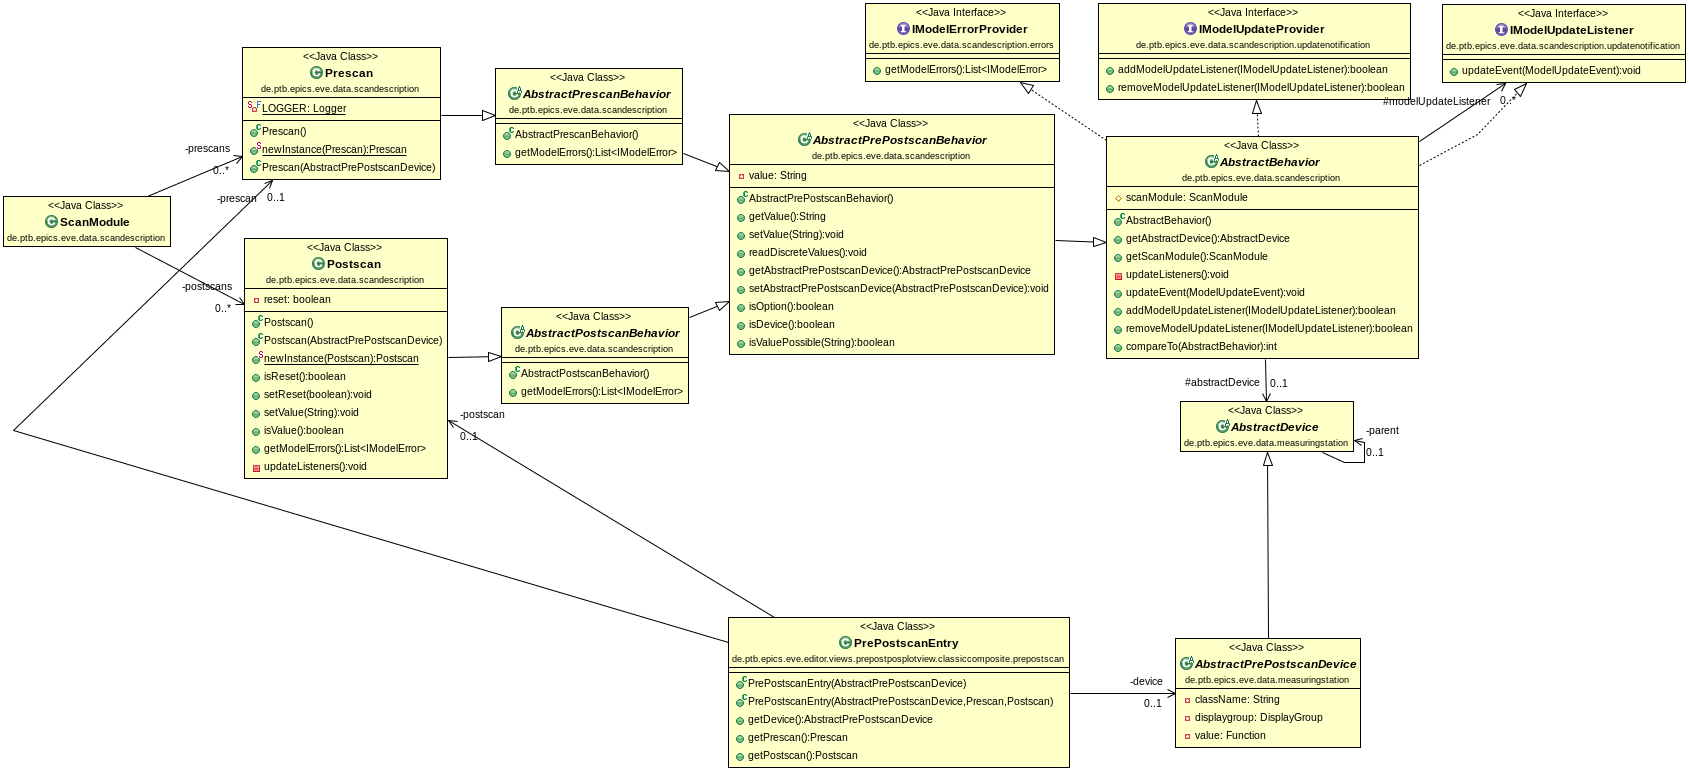 <<Java Interface>>
IModelErrorProvider
de.ptb.epics.eve.data.scandescription.errors
getModelErrors():List<IModelError>
<<Java Interface>>
IModelUpdateProvider
de.ptb.epics.eve.data.scandescription.updatenotification
addModelUpdateListener(IModelUpdateListener):boolean
removeModelUpdateListener(IModelUpdateListener):boolean
<<Java Interface>>
IModelUpdateListener
de.ptb.epics.eve.data.scandescription.updatenotification
updateEvent(ModelUpdateEvent):void
#modelUpdateListener
0..*
<<Java Class>>
Prescan
de.ptb.epics.eve.data.scandescription
LOGGER: Logger
Prescan()
newInstance(Prescan):Prescan
Prescan(AbstractPrePostscanDevice)
<<Java Class>>
AbstractPrescanBehavior
de.ptb.epics.eve.data.scandescription
AbstractPrescanBehavior()
getModelErrors():List<IModelError>
<<Java Class>>
AbstractPrePostscanBehavior
de.ptb.epics.eve.data.scandescription
value: String
AbstractPrePostscanBehavior()
getValue():String
setValue(String):void
readDiscreteValues():void
getAbstractPrePostscanDevice():AbstractPrePostscanDevice
setAbstractPrePostscanDevice(AbstractPrePostscanDevice):void
isOption():boolean
isDevice():boolean
isValuePossible(String):boolean
<<Java Class>>
AbstractBehavior
de.ptb.epics.eve.data.scandescription
scanModule: ScanModule
AbstractBehavior()
getAbstractDevice():AbstractDevice
getScanModule():ScanModule
updateListeners():void
updateEvent(ModelUpdateEvent):void
addModelUpdateListener(IModelUpdateListener):boolean
removeModelUpdateListener(IModelUpdateListener):boolean
compareTo(AbstractBehavior):int
-prescans
0..*
-prescan
0..1
<<Java Class>>
ScanModule
de.ptb.epics.eve.data.scandescription
-postscans
0..*
<<Java Class>>
Postscan
de.ptb.epics.eve.data.scandescription
reset: boolean
Postscan()
Postscan(AbstractPrePostscanDevice)
newInstance(Postscan):Postscan
isReset():boolean
setReset(boolean):void
setValue(String):void
isValue():boolean
getModelErrors():List<IModelError>
updateListeners():void
<<Java Class>>
AbstractPostscanBehavior
de.ptb.epics.eve.data.scandescription
AbstractPostscanBehavior()
getModelErrors():List<IModelError>
-postscan
0..1
#abstractDevice
0..1
<<Java Class>>
AbstractDevice
de.ptb.epics.eve.data.measuringstation
-parent
0..1
<<Java Class>>
PrePostscanEntry
de.ptb.epics.eve.editor.views.prepostposplotview.classiccomposite.prepostscan
PrePostscanEntry(AbstractPrePostscanDevice)
PrePostscanEntry(AbstractPrePostscanDevice,Prescan,Postscan)
getDevice():AbstractPrePostscanDevice
getPrescan():Prescan
getPostscan():Postscan
-device
0..1
<<Java Class>>
AbstractPrePostscanDevice
de.ptb.epics.eve.data.measuringstation
className: String
displaygroup: DisplayGroup
value: Function